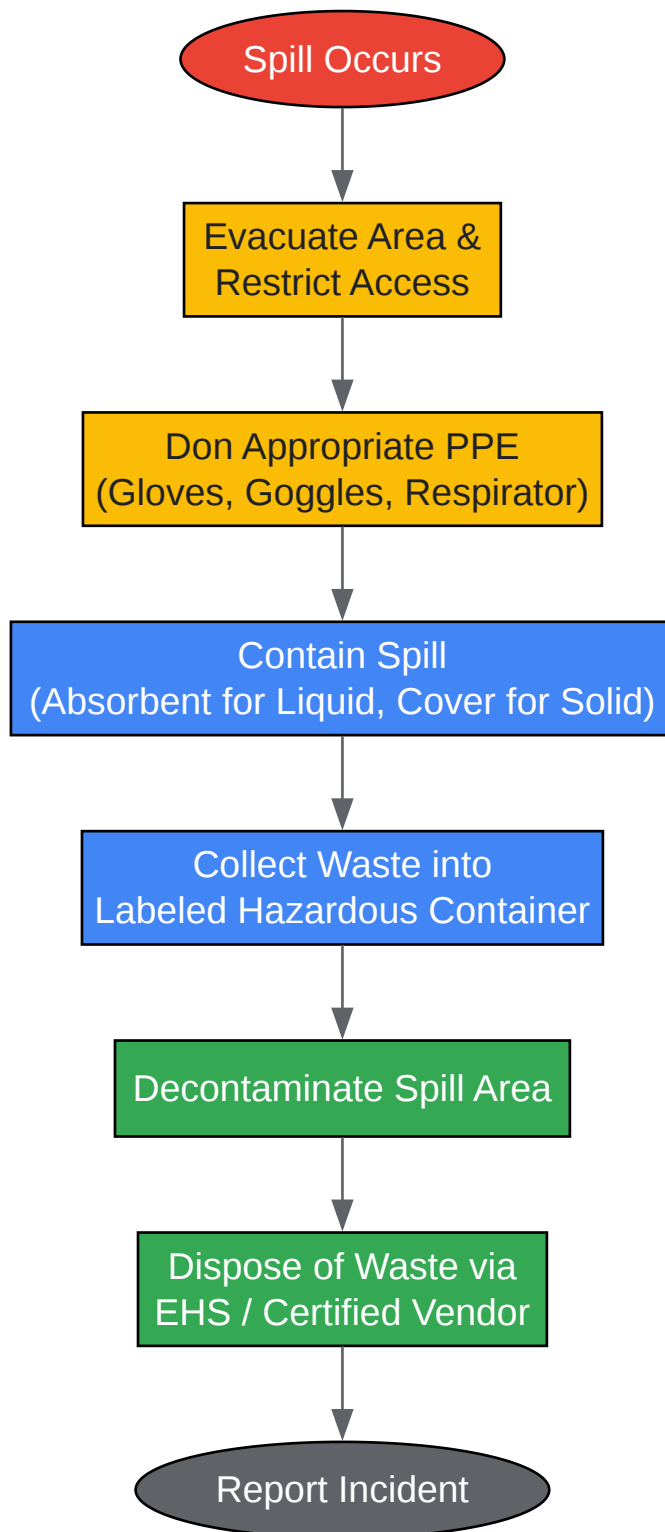 Spill Occurs
Evacuate Area &
Restrict Access
Don Appropriate PPE
(Gloves, Goggles, Respirator)
Contain Spill
(Absorbent for Liquid, Cover for Solid)
Collect Waste into
Labeled Hazardous Container
Decontaminate Spill Area
Dispose of Waste via
EHS / Certified Vendor
Report Incident